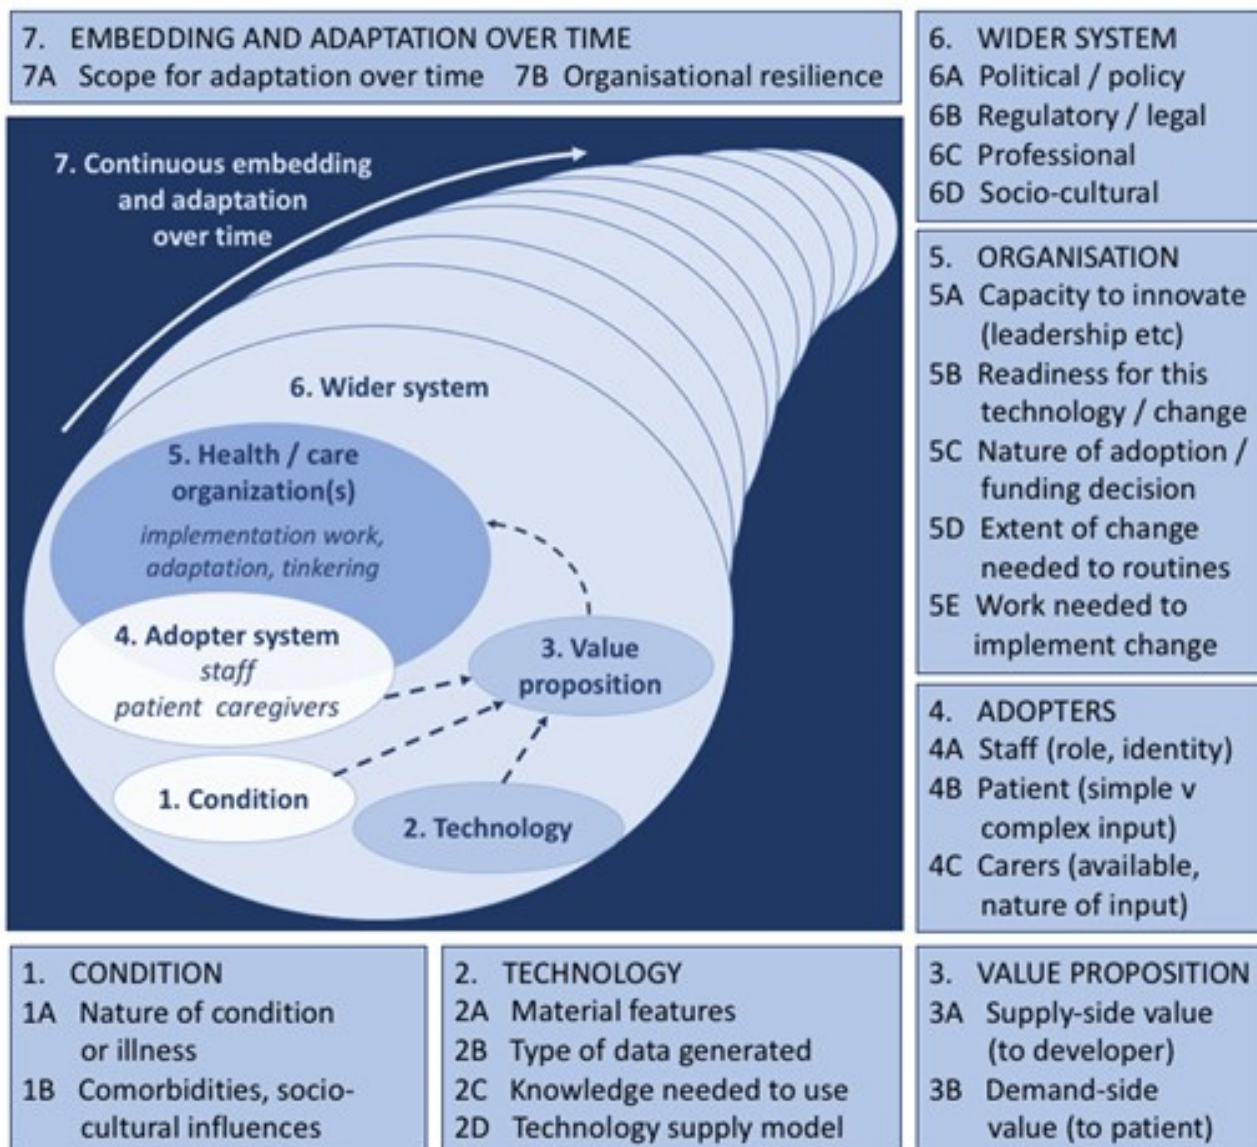 7. EMBEDDING AND ADAPTATION OVER TIME
7A Scope for adaptation over time 7B Organisational resilience
7. Continuous embedding
and adaptation
over time
6. Wider system
5. Health / care
organization(s)
implementation work,
adaptation, tinkering
4. Adopter system
staff
patient caregivers
3. Value
proposition
1. Condition
2. Technology
6. WIDER SYSTEM
6A Political / policy
6B Regulatory / legal
6C Professional
6D Socio-cultural
5. ORGANISATION
5A Capacity to innovate
(leadership etc)
5B Readiness for this
technology / change
5C Nature of adoption /
funding decision
5D Extent of change
needed to routines
5E Work needed to
implement change
4. ADOPTERS
4A Staff (role, identity)
4B Patient (simple v
complex input)
4C Carers (available,
nature of input)
1. CONDITION
1A Nature of condition
or illness
1B Comorbidities, socio-
cultural influences
2. TECHNOLOGY
2A Material features
2B Type of data generated
2C Knowledge needed to use
2D Technology supply model
3. VALUE PROPOSITION
3A Supply-side value
(to developer)
3B Demand-side
value (to patient)